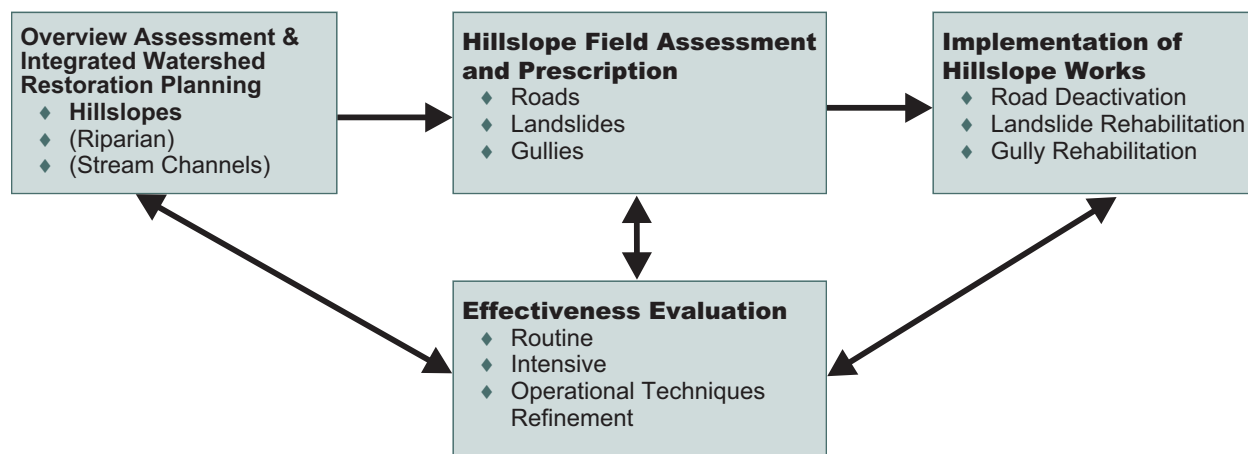 Overview Assessment &
Integrated Watershed
Restoration Planning
♦ Hillslopes
♦ (Riparian)
♦ (Stream Channels)
Hillslope Field Assessment
and Prescription
♦ Roads
♦ Landslides
♦ Gullies
Implementation of
Hillslope Works
♦ Road Deactivation
♦ Landslide Rehabilitation
♦ Gully Rehabilitation
Effectiveness Evaluation
♦ Routine
♦ Intensive
♦ Operational Techniques
Refinement